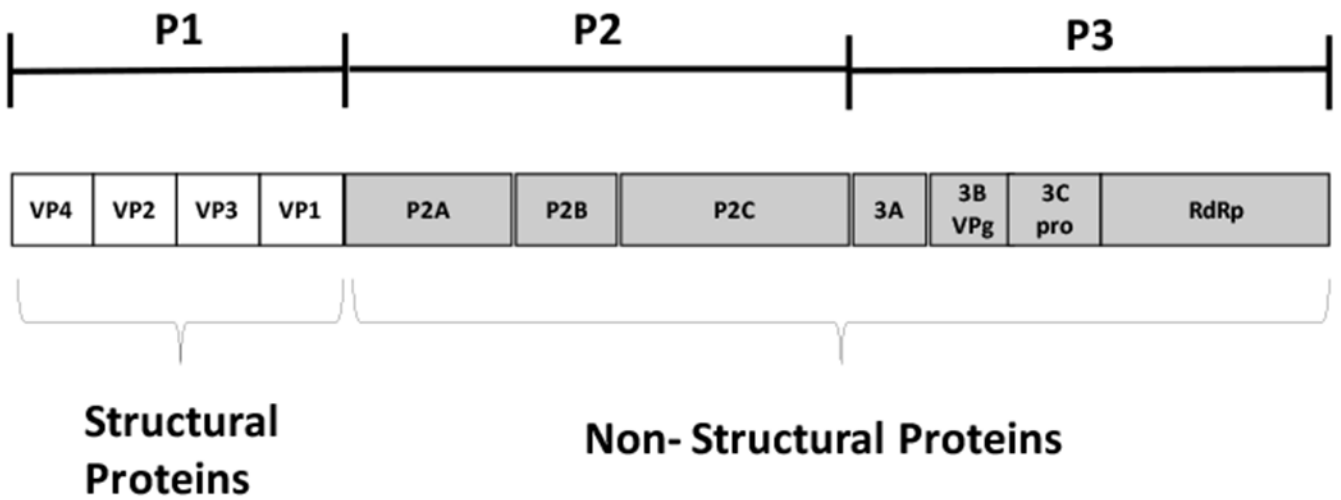 P1
P2
P3
VP4
VP2
VP3
VP1
P2A
P2B
P2C
3A
3B
VPg
3C
pro
RdRp
Structural
Proteins
Non- Structural Proteins